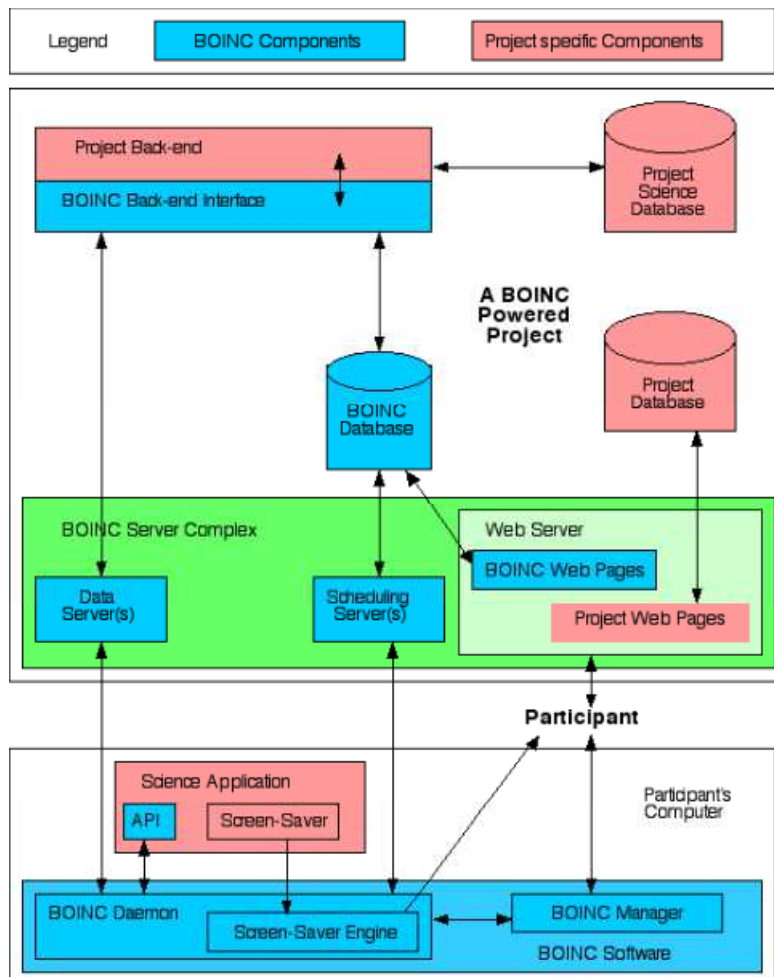 Legend
BOINC Components
Project specific Components
Project Back-end
BOINC Back-end Interface
Project
Science
Database
A BOINC
Powered
Project
BOINC
Database
Project
Database
BOINC Server Complex
Web Server
BOINC Web Pages
Data
Server(s)
Scheduling
Server(s)
Project Web Pages
Participant
Science Application
API
Screen-Saver
Participant's
Computer
BOINC Daemon
Screen-Saver Engine
BOINC Manager
BOINC Software